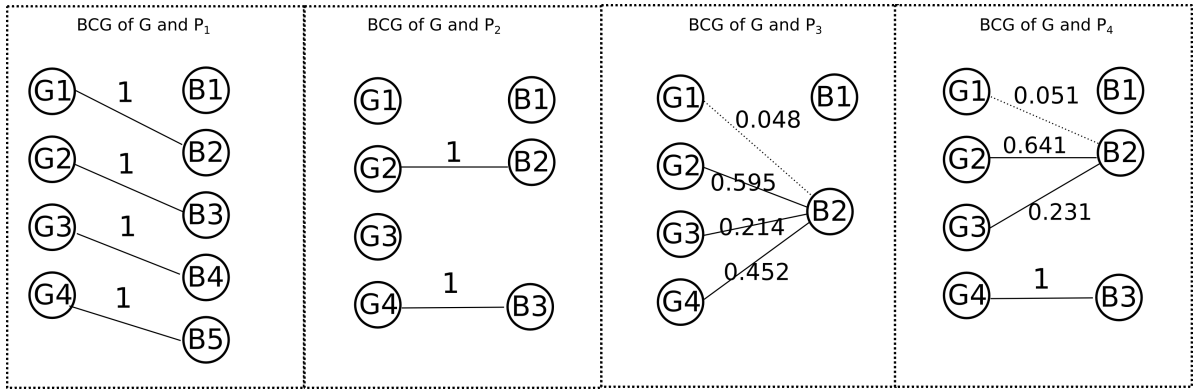 BCG of G and P1
G1
1
B1
B2
G2
1
B3
G3
1
B4
G4
1
B5
BCG of G and P2
G1
B1
G2
1
B2
G3
G4
1
B3
BCG of G and P3
G1
B1
0.048
G2
0.595
B2
G3
0.214
0.452
G4
BCG of G and P4
G1
0.051
B1
G2
0.641
B2
G3
0.231
G4
1
B3